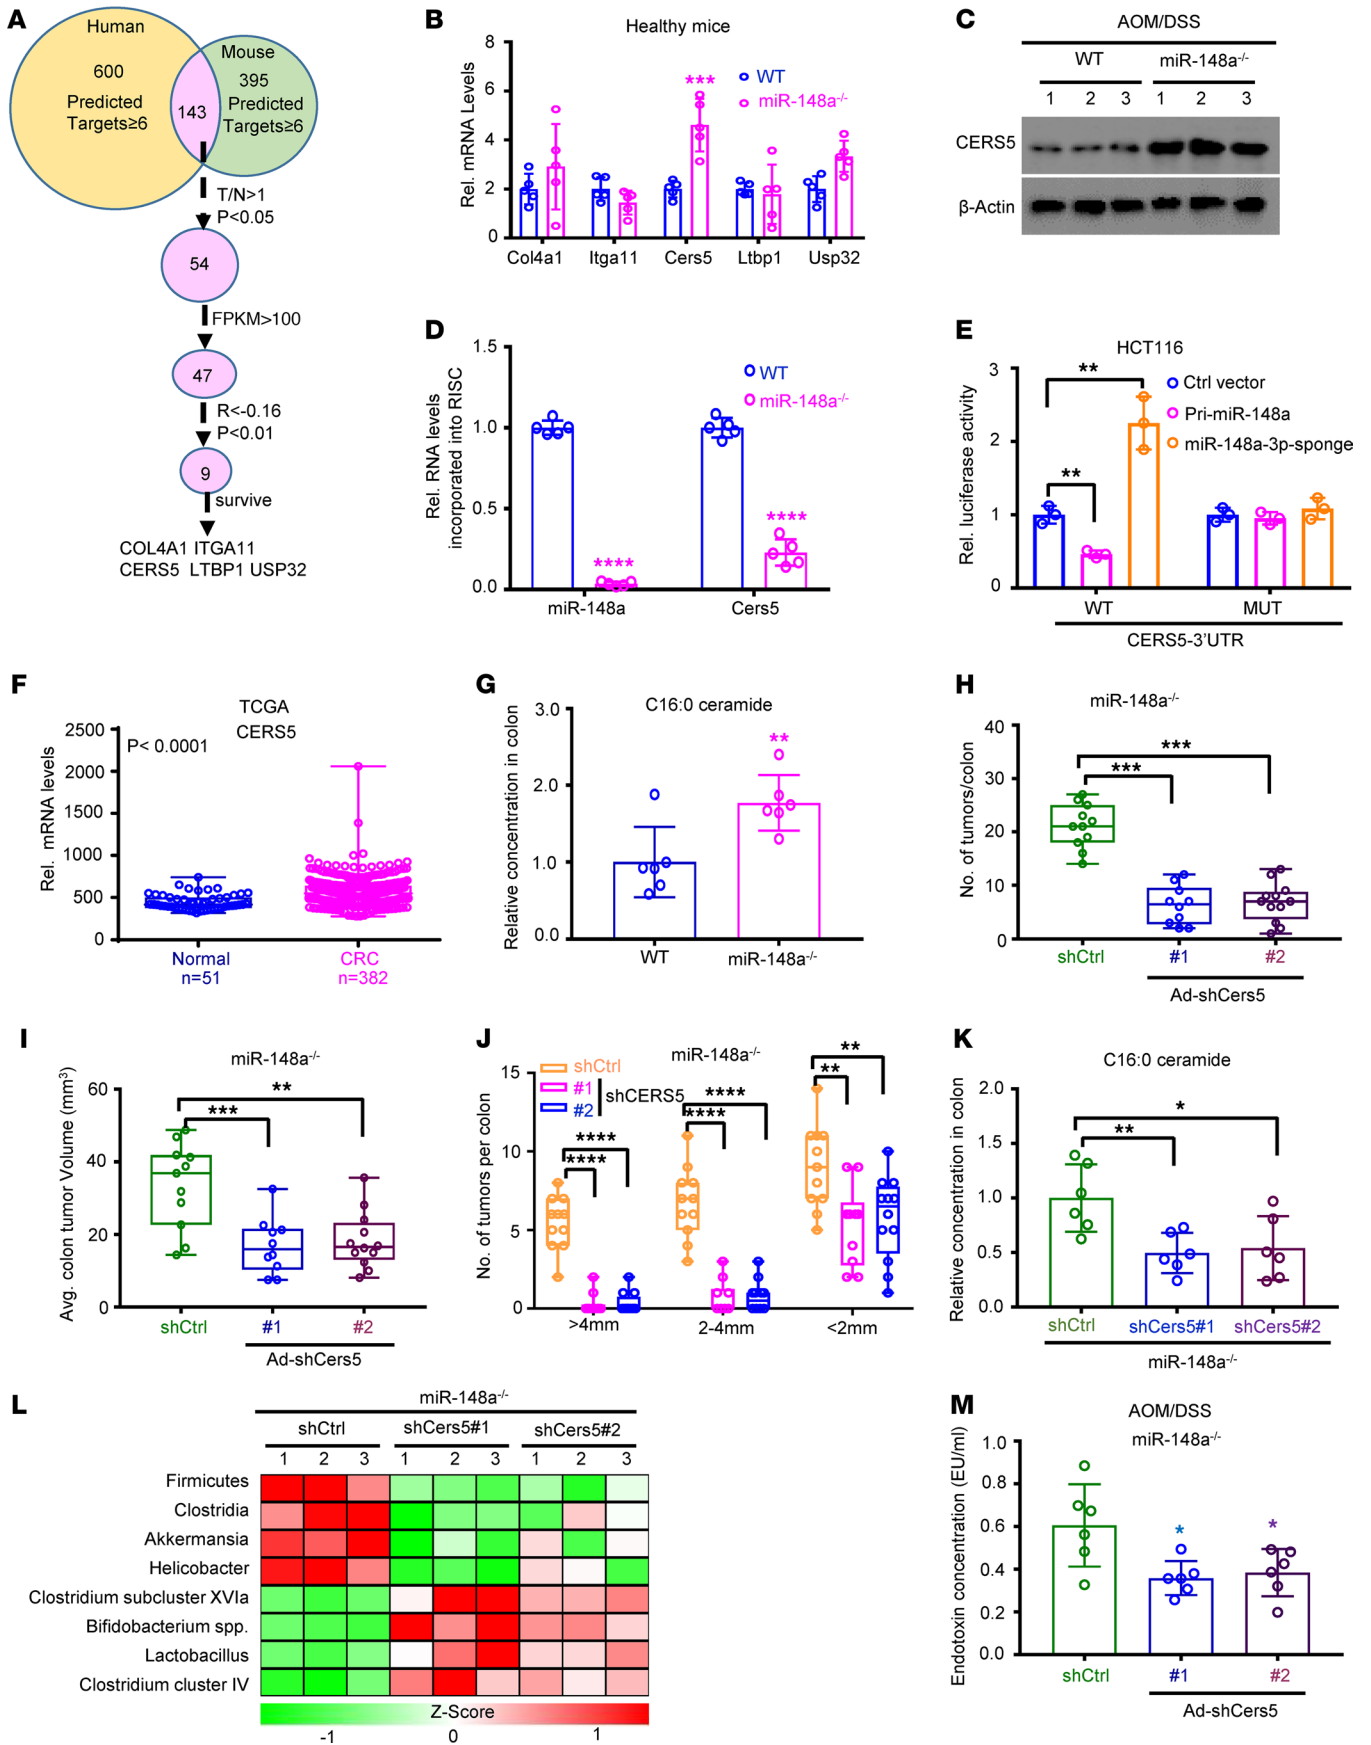 A
Human
600
Predicted
Targets≥6
143
Mouse
395
Predicted
Targets≥6
T/N>1
P<0.05
54
FPKM>100
47
R<-0.16
P<0.01
9
survive
COL4A1 ITGA11
CERS5 LTBP1 USP32
B
Healthy mice
Rel. mRNA Levels
8
6
4
2
0
WT
miR-148a-/-
***
Col4a1 Itga11 Cers5 Ltbp1 Usp32
C
AOM/DSS
WT miR-148a-/-
1 2 3 1 2 3
CERS5
β-Actin
D
Rel. RNA levels
incorporated into RISC
1.5
1.0
0.5
0.0
WT
miR-148a-/-
****
****
miR-148a Cers5
E
HCT116
Rel. luciferase activity
3
2
1
0
**
**
Ctrl vector
Pri-miR-148a
miR-148a-3p-sponge
WT MUT
CERS5-3'UTR
F
TCGA
CERS5
P< 0.0001
Rel. mRNA levels
2500
2000
1500
1000
500
0
Normal CRC
n=51 n=382
G
C16:0 ceramide
Relative concentration in colon
3.0
2.0
1.0
0.0
**
WT miR-148a-/-
H
miR-148a-/-
No. of tumors/colon
40
30
20
10
0
***
***
shCtrl #1 #2
Ad-shCers5
I
miR-148a-/-
Avg. colon tumor Volume (mm3)
60
40
20
0
**
***
shCtrl #1 #2
Ad-shCers5
J
miR-148a-/-
No. of tumors per colon
15
10
5
0
shCtrl
#1
#2
shCERS5
****
****
****
****
**
**
>4mm 2-4mm <2mm
K
C16:0 ceramide
Relative concentration in colon
2.0
1.5
1.0
0.5
0.0
*
**
shCtrl shCers5#1 shCers5#2
miR-148a-/-
L
miR-148a-/-
shCtrl shCers5#1 shCers5#2
1 2 3 1 2 3 1 2 3
Firmicutes
Clostridia
Akkermansia
Helicobacter
Clostridium subcluster XVIa
Bifidobacterium spp.
Lactobacillus
Clostridium cluster IV
Z-Score
-1 0 1
M
AOM/DSS
miR-148a-/-
Endotoxin concentration (EU/ml)
1.0
0.8
0.6
0.4
0.2
0.0
*
*
shCtrl #1 #2
Ad-shCers5